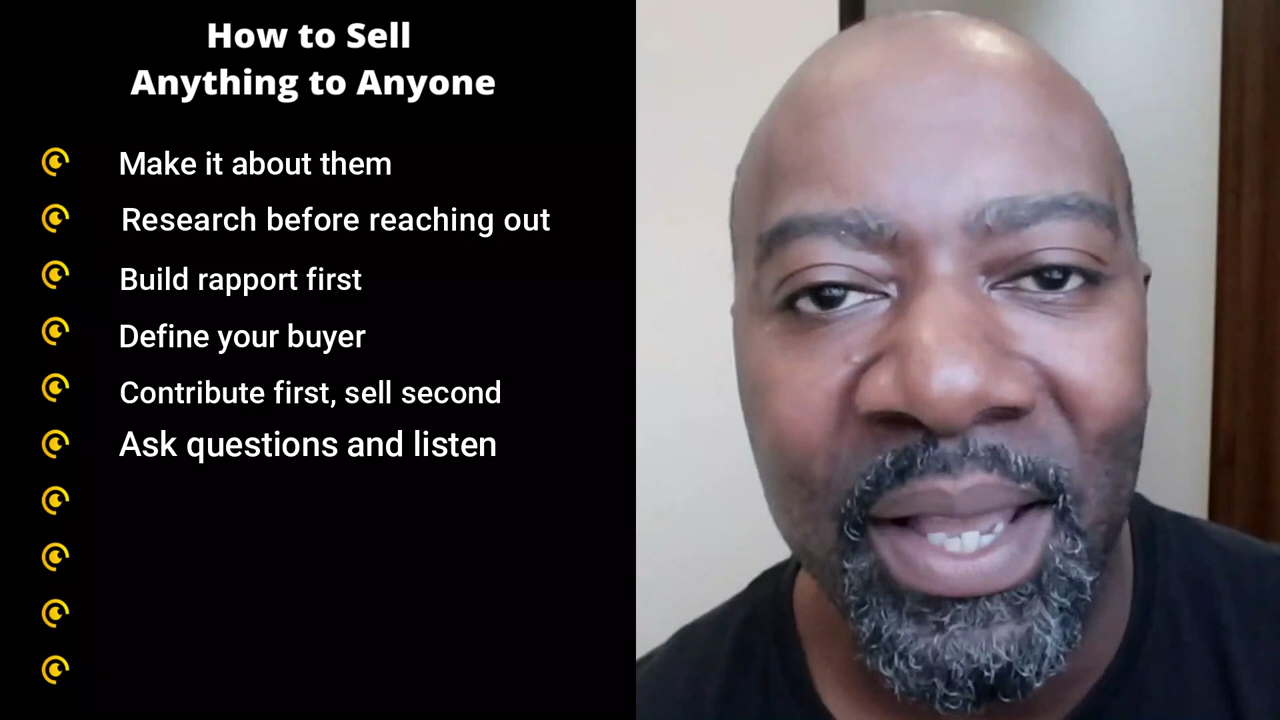 How to Sell
Anything to Anyone
Make it about them
Research before reaching out
Build rapport first
Define your buyer
Contribute first, sell second
Ask questions and listen